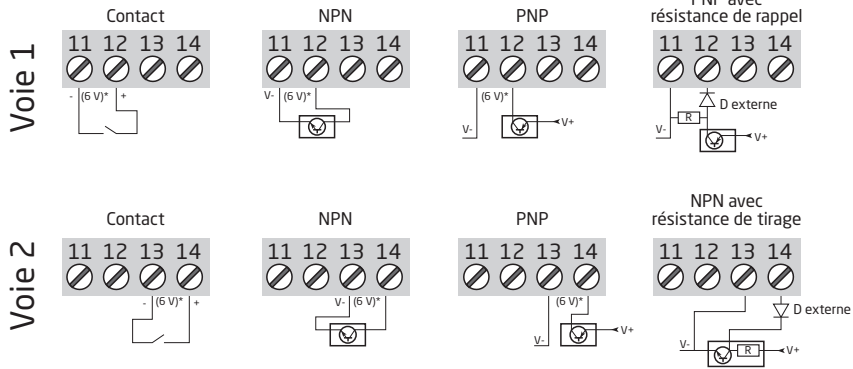 Voie 1
Contact
NPN
PNP
PNP avec
résistance de rappel
11 12 13 14
11 12 13 14
11 12 13 14
11 12 13 14
- (6 V)* +
V- (6 V)*
(6 V)*
V-
V+
D externe
R
V-
V+
Voie 2
Contact
NPN
PNP
NPN avec
résistance de tirage
11 12 13 14
11 12 13 14
11 12 13 14
11 12 13 14
- (6 V)* +
V- (6 V)*
(6 V)*
V-
V+
D externe
V-
R
V+